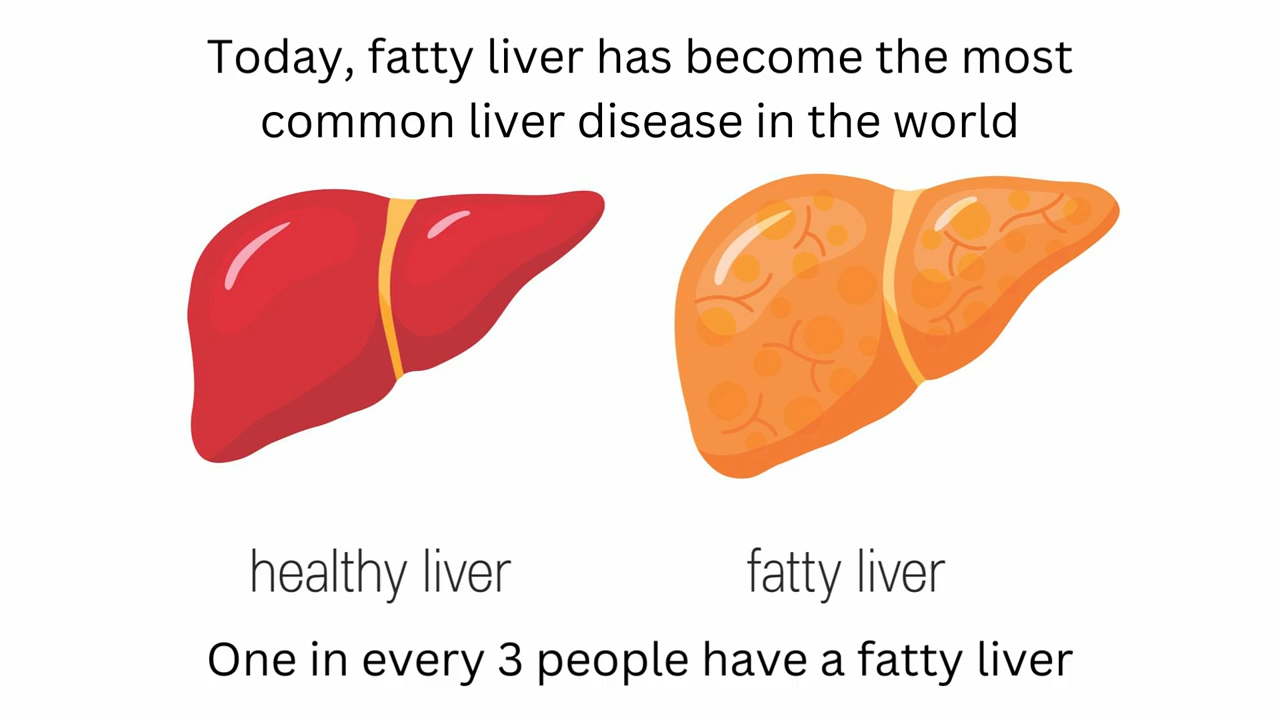 Today, fatty liver has become the most
common liver disease in the world
healthy liver
fatty liver
One in every 3 people have a fatty liver